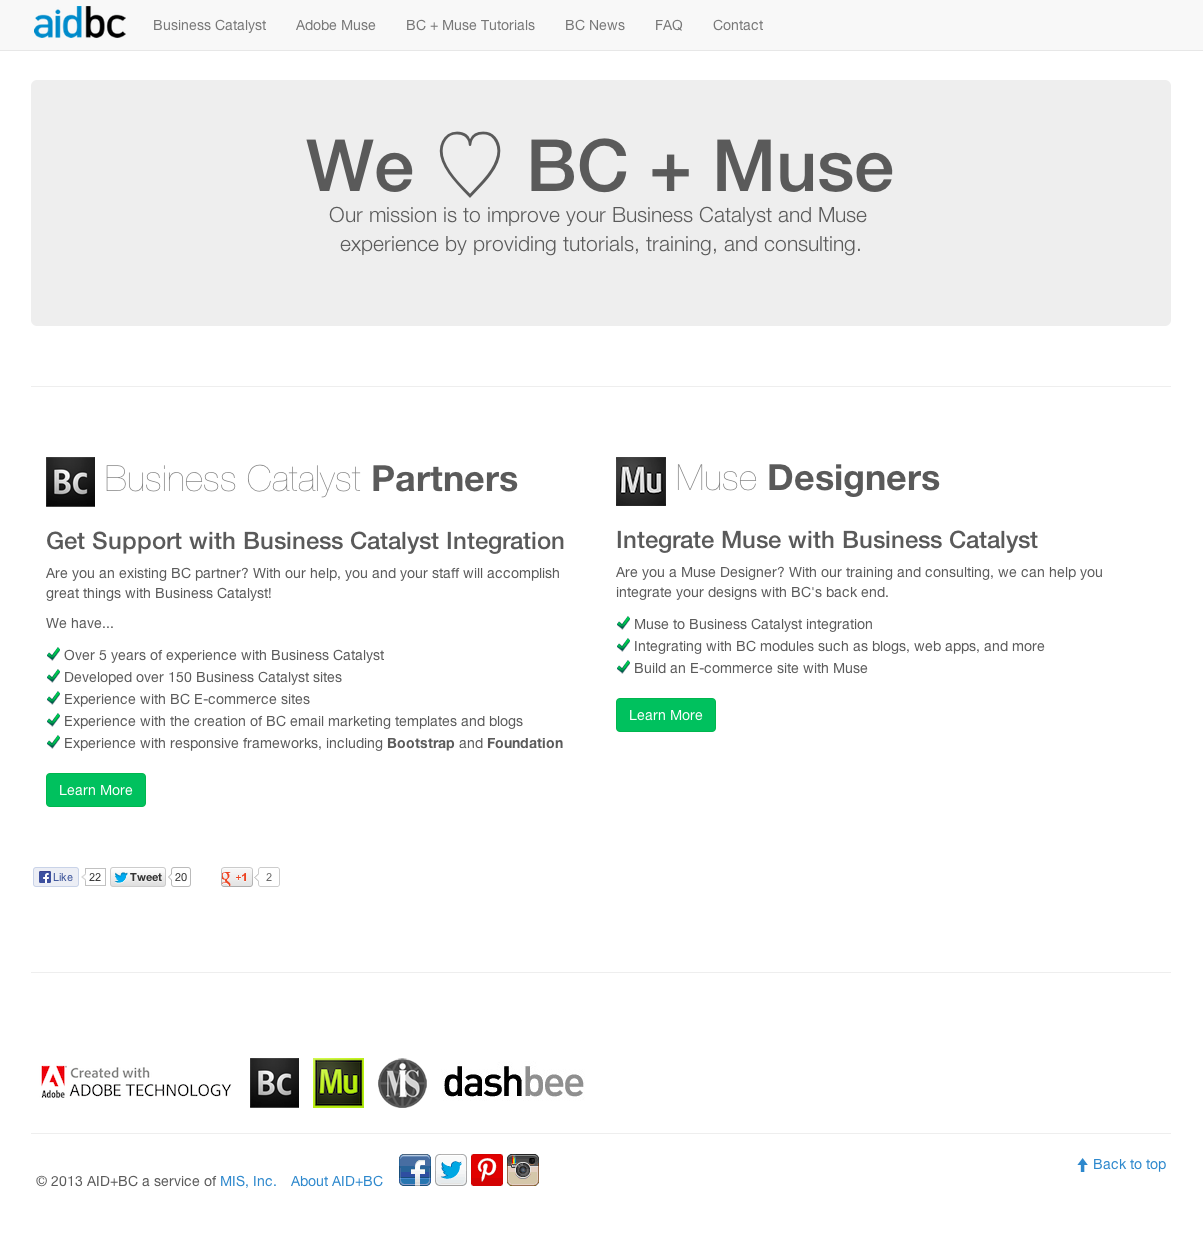 aidbc Business Catalyst Adobe Muse BC + Muse Tutorials BC News FAQ Contact
We ♡ BC + Muse
Our mission is to improve your Business Catalyst and Muse
experience by providing tutorials, training, and consulting.
Bc Business Catalyst Partners
Get Support with Business Catalyst Integration
Are you an existing BC partner? With our help, you and your staff will accomplish
great things with Business Catalyst!
We have...
Over 5 years of experience with Business Catalyst
Developed over 150 Business Catalyst sites
Experience with BC E-commerce sites
Experience with the creation of BC email marketing templates and blogs
Experience with responsive frameworks, including Bootstrap and Foundation
Learn More
Mu Muse Designers
Integrate Muse with Business Catalyst
Are you a Muse Designer? With our training and consulting, we can help you
integrate your designs with BC's back end.
Muse to Business Catalyst integration
Integrating with BC modules such as blogs, web apps, and more
Build an E-commerce site with Muse
Learn More
Like 22 Tweet 20 +1 2
Adobe Created with
ADOBE TECHNOLOGY
Bc Mu MIS dashbee
© 2013 AID+BC a service of MIS, Inc. About AID+BC
Back to top